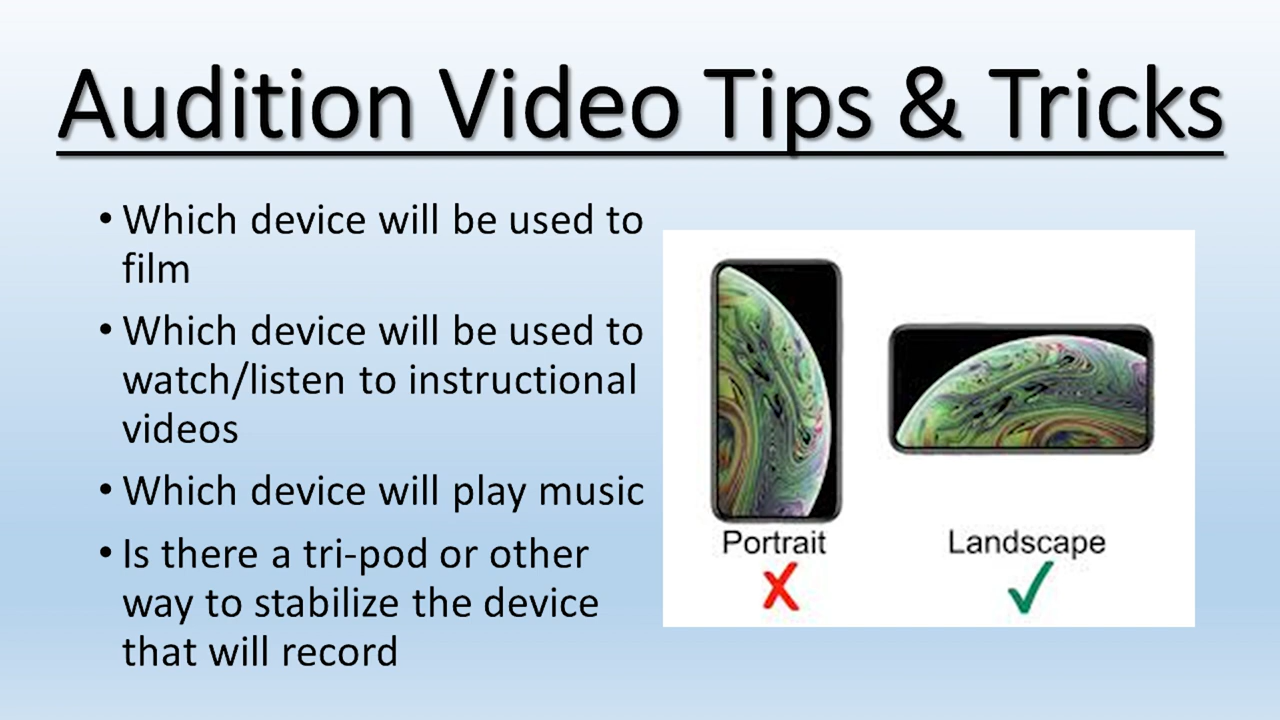 Audition Video Tips & Tricks
• Which device will be used to
film
• Which device will be used to
watch/listen to instructional
videos
• Which device will play music
• Is there a tri-pod or other
way to stabilize the device
that will record
Portrait
Landscape